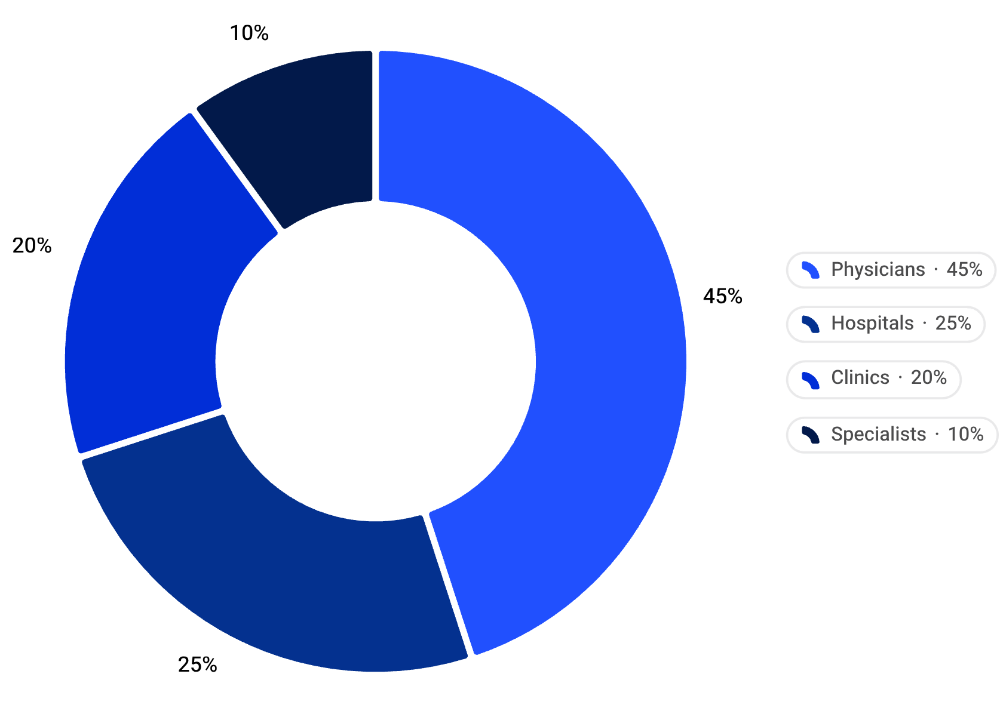 10%
20%
45%
25%
Physicians · 45%
Hospitals · 25%
Clinics · 20%
Specialists · 10%